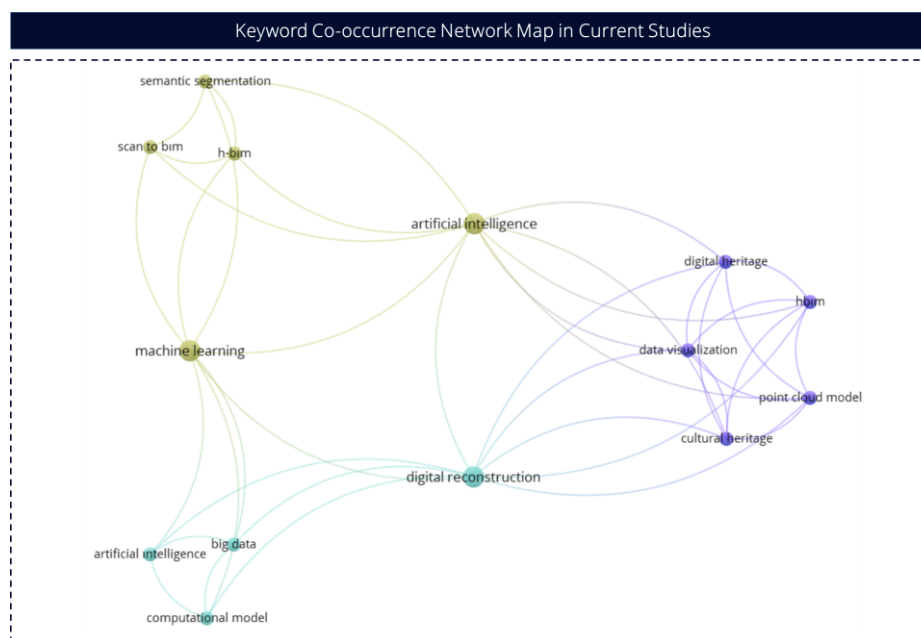 Keyword Co-occurrence Network Map in Current Studies
semantic segmentation
scan to bim
h-bim
artificial intelligence
digital heritage
hbim
machine learning
data visualization
point cloud model
cultural heritage
digital reconstruction
big data
artificial intelligence
computational model